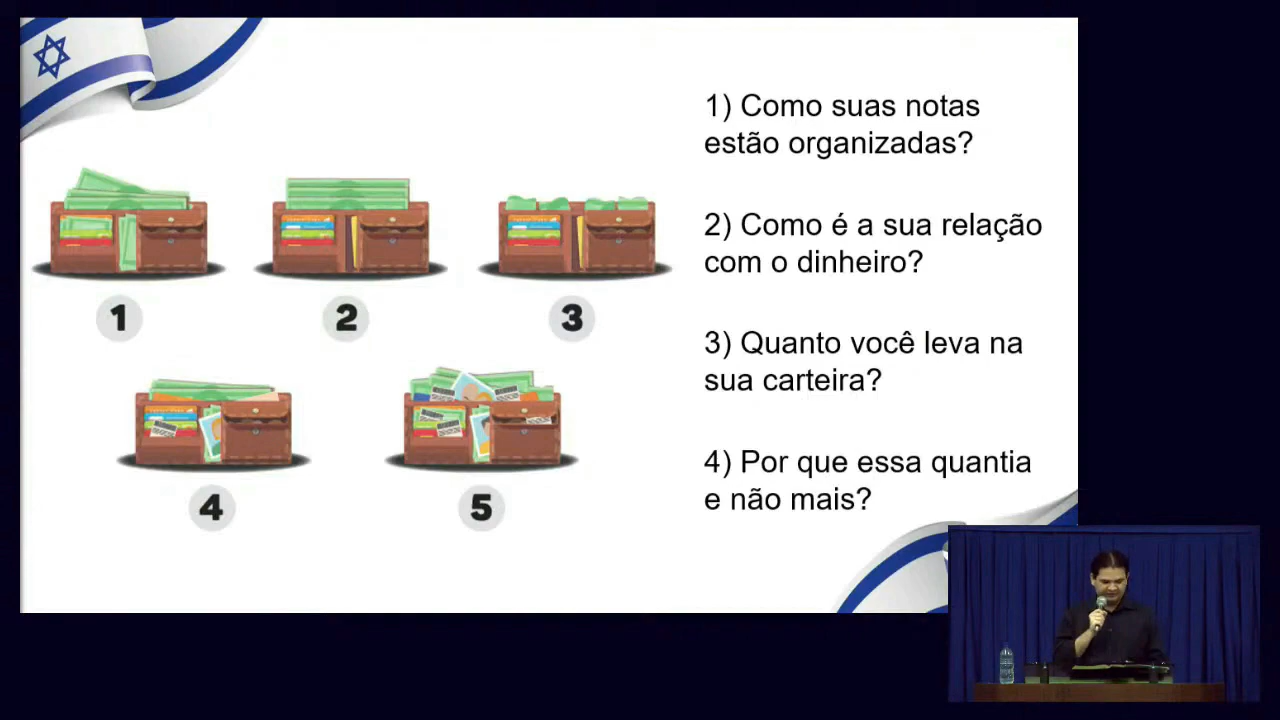 1) Como suas notas
estão organizadas?
2) Como é a sua relação
com o dinheiro?
3) Quanto você leva na
sua carteira?
4) Por que essa quantia
e não mais?
1
2
3
4
5